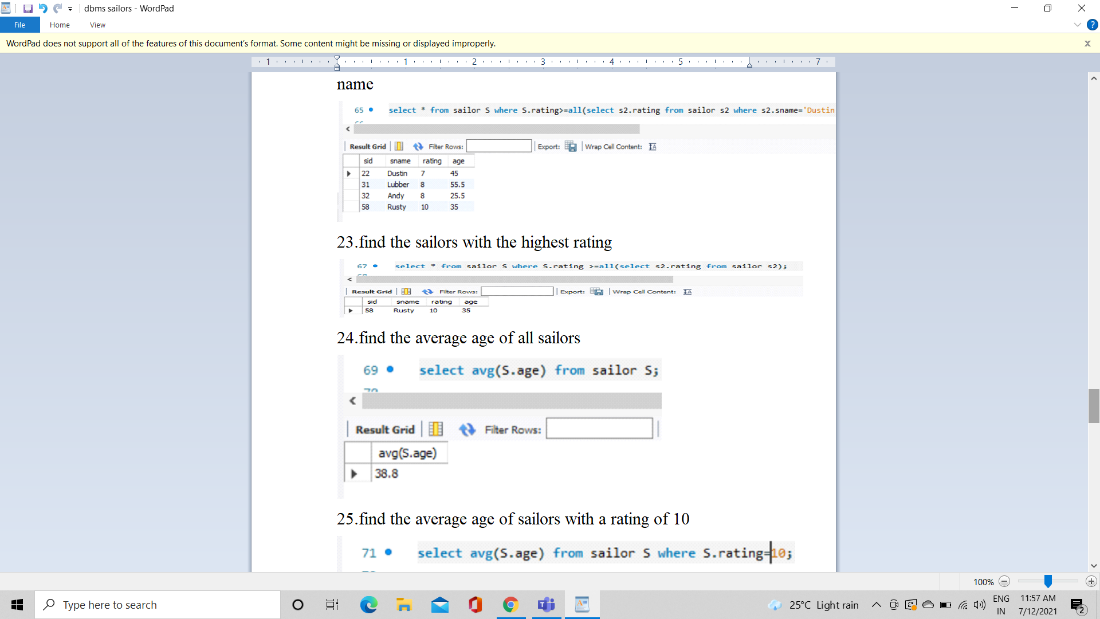 dbms sailors - WordPad
File Home View
WordPad does not support all of the features of this document's format. Some content might be missing or displayed improperly. x
1 1 2 3 4 5 7
name
65 select * from sailor S where S.rating>=all(select s2.rating from sailor s2 where s2.sname='Dustin
Result Grid Filter Rows: Export: Wrap Cell Content:
sid sname rating age
22 Dustin 7 45
31 Lubber 8 55.5
32 Andy 8 25.5
58 Rusty 10 35
23.find the sailors with the highest rating
67 select * from sailor S where S.rating >=all(select s2.rating from sailor s2);
Result Grid Filter Rows: Export: Wrap Cell Content:
sid sname rating age
58 Rusty 10 35
24.find the average age of all sailors
69 select avg(S.age) from sailor S;
Result Grid Filter Rows:
avg(S.age)
38.8
25.find the average age of sailors with a rating of 10
71 select avg(S.age) from sailor S where S.rating=10;
100%
Type here to search
25°C Light rain
ENG
IN
11:57 AM
7/12/2021
2